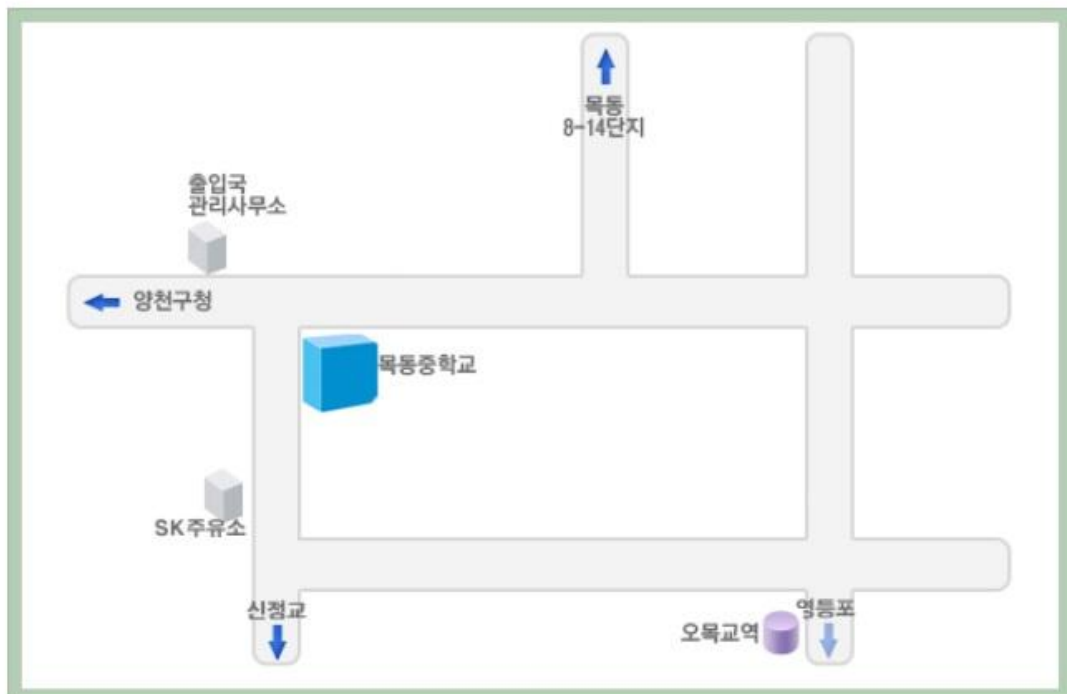 목동
8-14단지
출입국
관리사무소
양천구청
목동중학교
SK주유소
신정교
오목교역
영등포